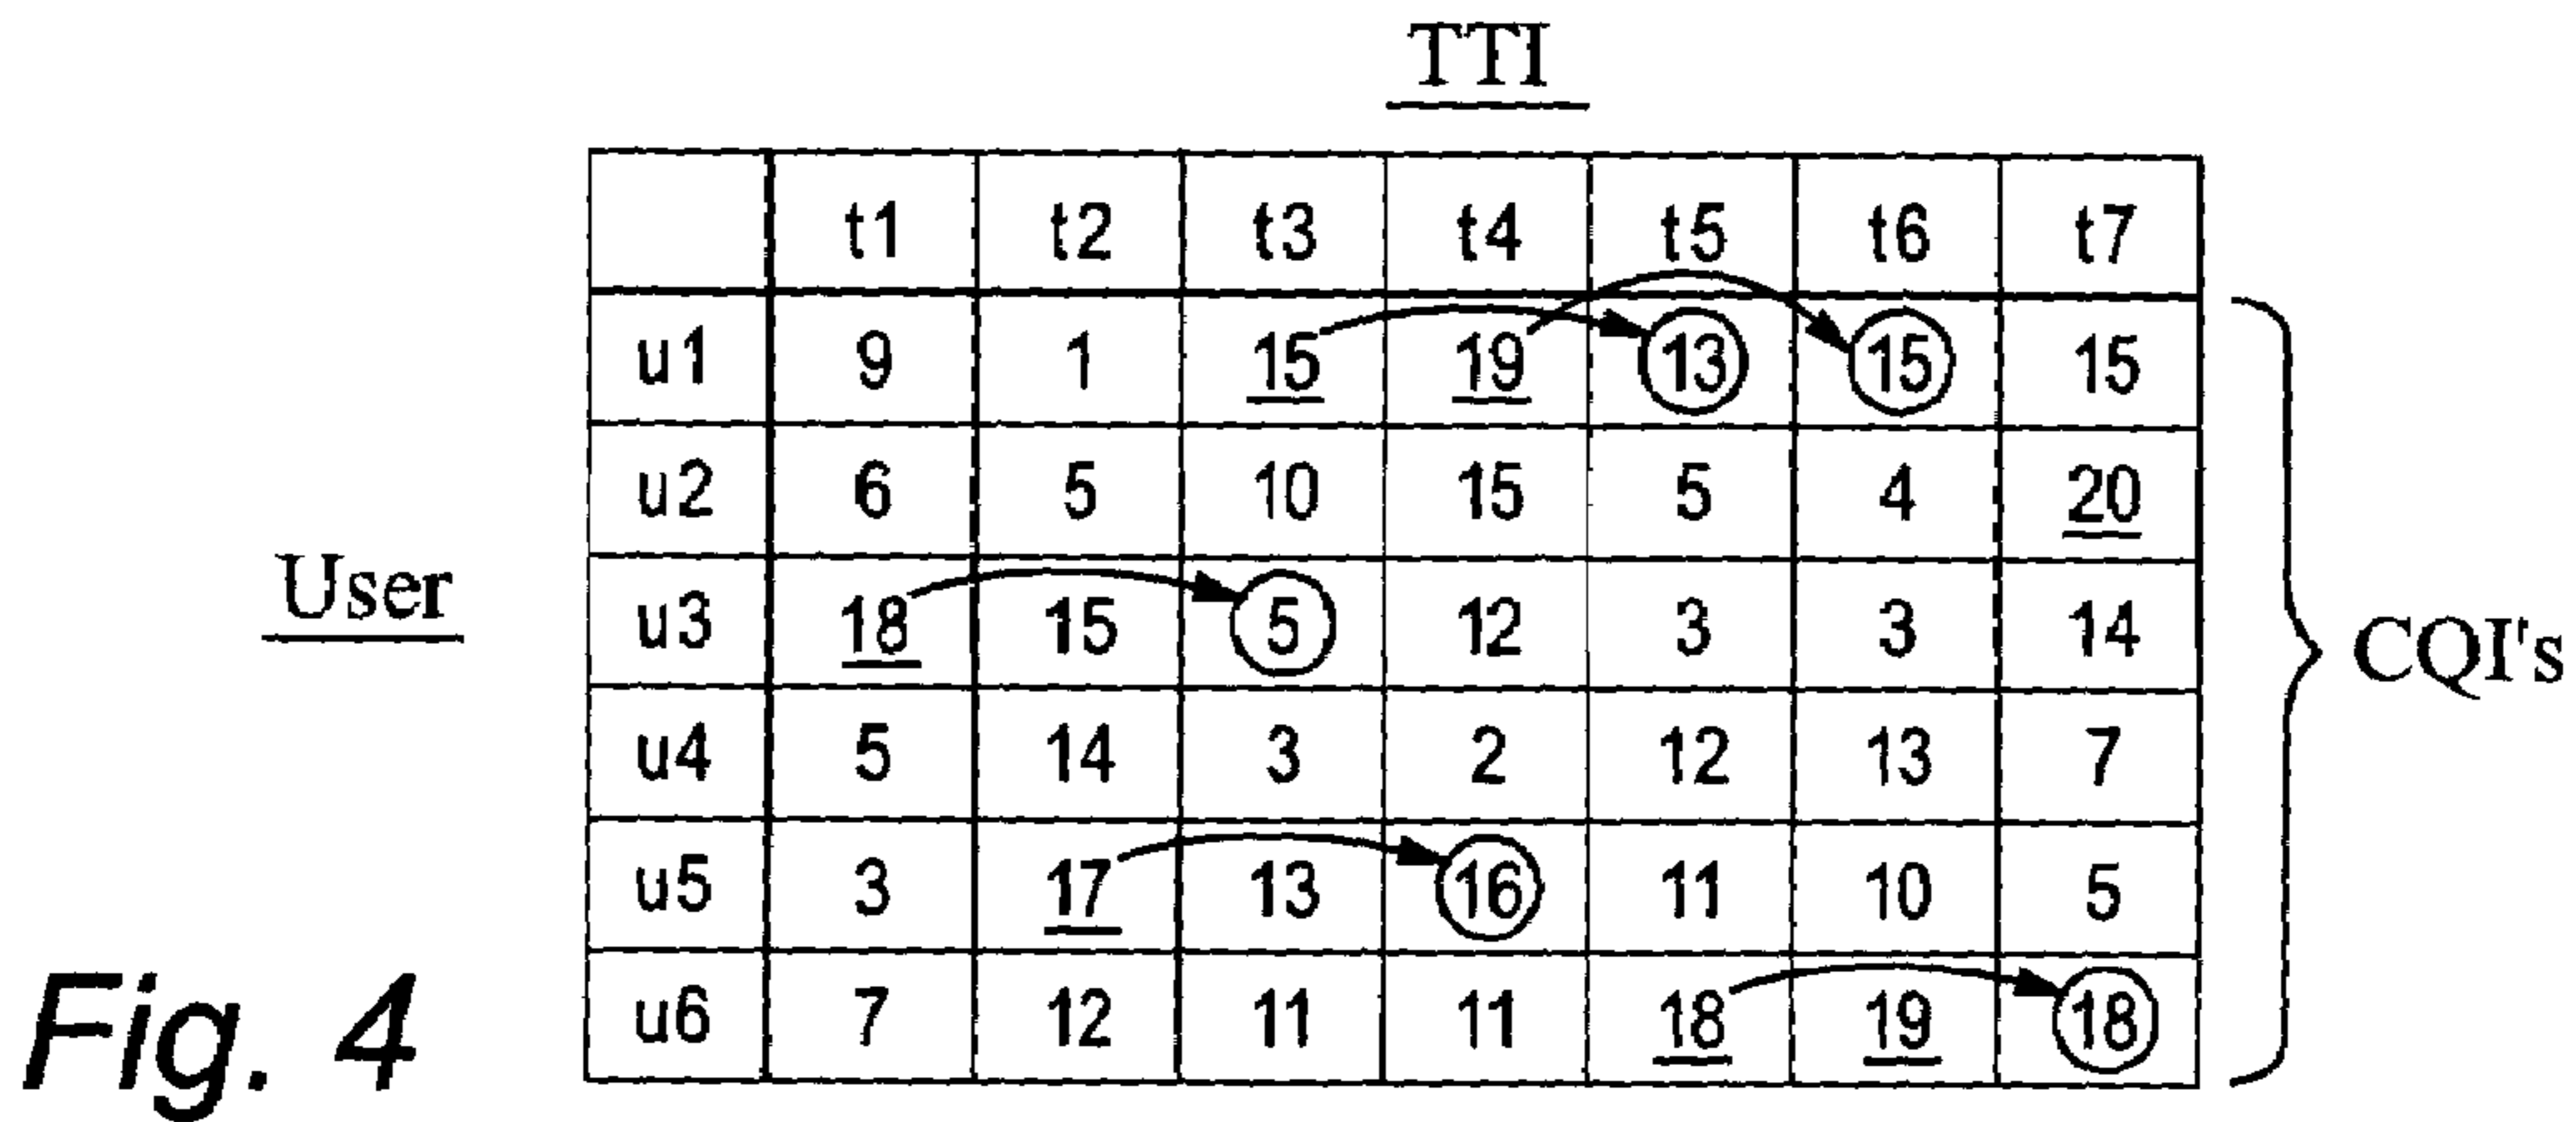 TTI
t1 t2 t3 t4 t5 t6 t7
u1 9 1 15 19 13 15 15
u2 6 5 10 15 5 4 20
u3 18 15 5 12 3 3 14
u4 5 14 3 2 12 13 7
u5 3 17 13 16 11 10 5
u6 7 12 11 11 18 19 18
User
CQI's
Fig. 4